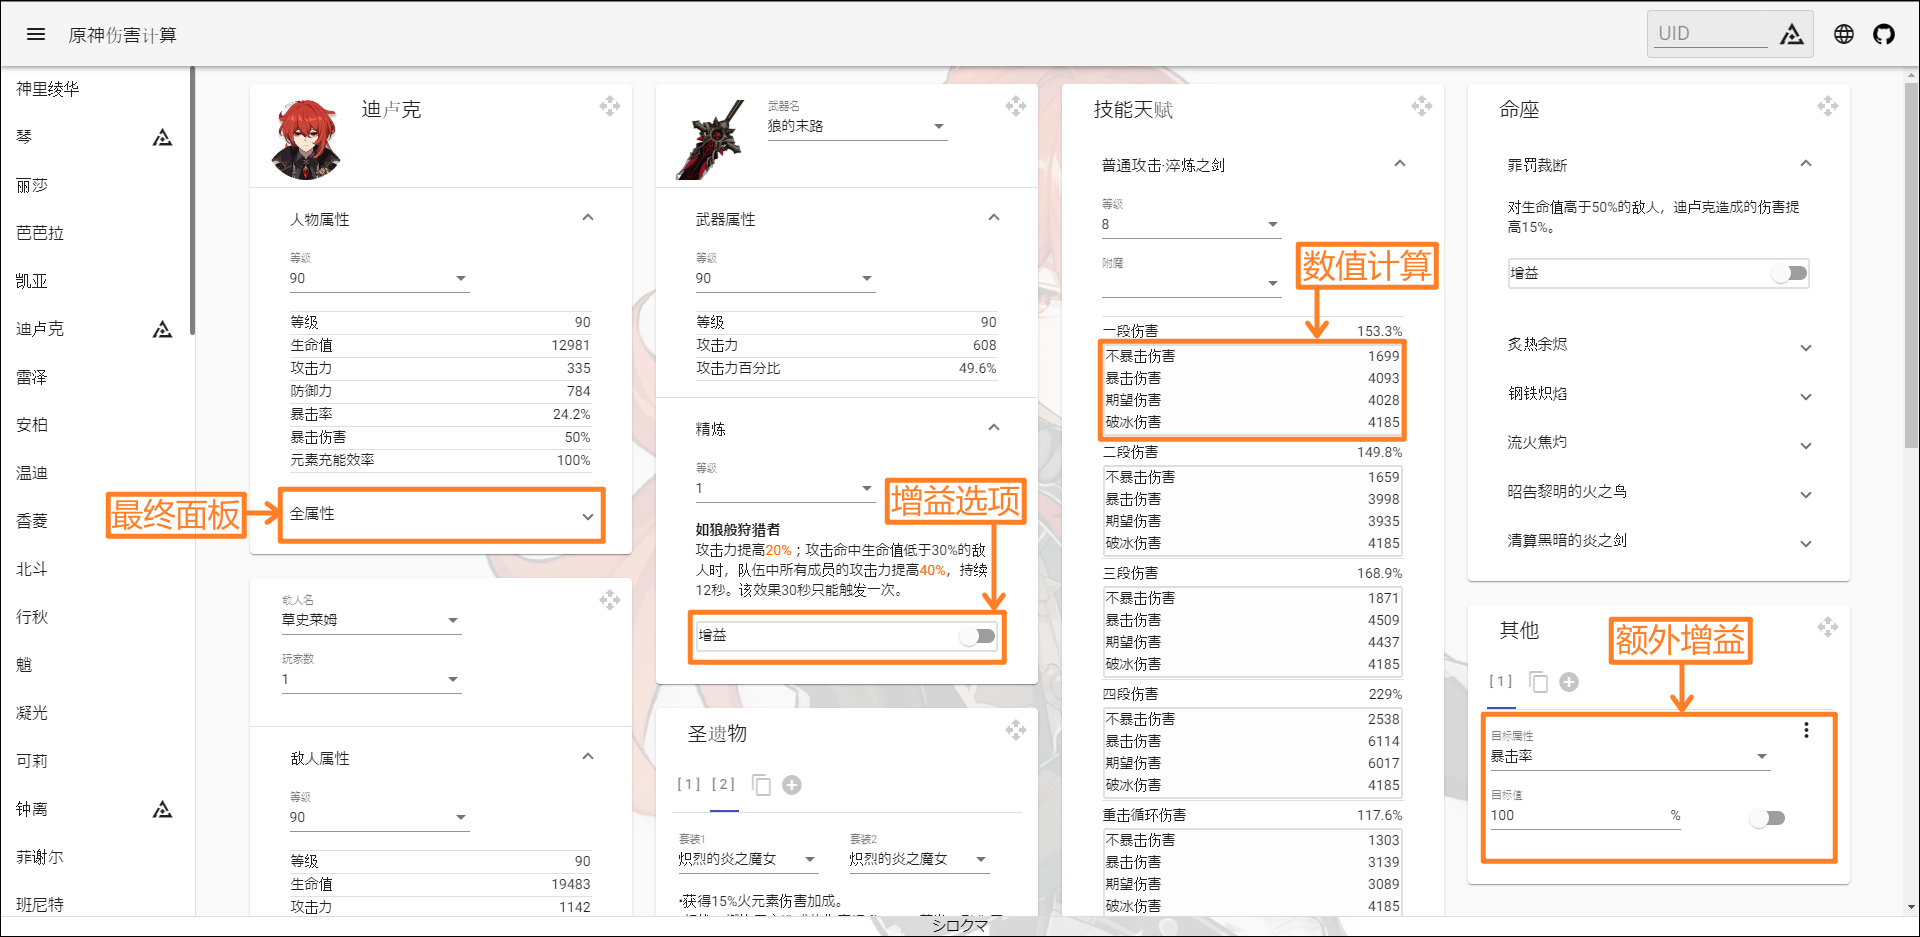 原神伤害计算
UID
神里绫华
琴
丽莎
芭芭拉
凯亚
迪卢克
雷泽
安柏
温迪
香菱
北斗
行秋
魈
凝光
可莉
钟离
菲谢尔
班尼特
迪卢克
人物属性
等级
90
等级 90
生命值 12981
攻击力 335
防御力 784
暴击率 24.2%
暴击伤害 50%
元素充能效率 100%
最终面板
全属性
敌人名
草史莱姆
玩家数
1
敌人属性
等级
90
等级 90
生命值 19483
攻击力 1142
武器名
狼的末路
武器属性
等级
90
等级 90
攻击力 608
攻击力百分比 49.6%
精炼
等级
1
增益选项
如狼般狩猎者
攻击力提高20%；攻击命中生命值低于30%的敌
人时，队伍中所有成员的攻击力提高40%，持续
12秒。该效果30秒只能触发一次。
增益
圣遗物
[1] [2]
套装1 套装2
炽烈的炎之魔女 炽烈的炎之魔女
•获得15%火元素伤害加成。
技能天赋
普通攻击·淬炼之剑
等级
8
附魔
数值计算
一段伤害 153.3%
不暴击伤害 1699
暴击伤害 4093
期望伤害 4028
破冰伤害 4185
二段伤害 149.8%
不暴击伤害 1659
暴击伤害 3998
期望伤害 3935
破冰伤害 4185
三段伤害 168.9%
不暴击伤害 1871
暴击伤害 4509
期望伤害 4437
破冰伤害 4185
四段伤害 229%
不暴击伤害 2538
暴击伤害 6114
期望伤害 6017
破冰伤害 4185
重击循环伤害 117.6%
不暴击伤害 1303
暴击伤害 3139
期望伤害 3089
破冰伤害 4185
命座
罪罚裁断
对生命值高于50%的敌人，迪卢克造成的伤害提
高15%。
增益
炙热余烬
钢铁炽焰
流火焦灼
昭告黎明的火之鸟
清算黑暗的炎之剑
其他
额外增益
[1]
目标属性
暴击率
目标值
100 %
シロクマ